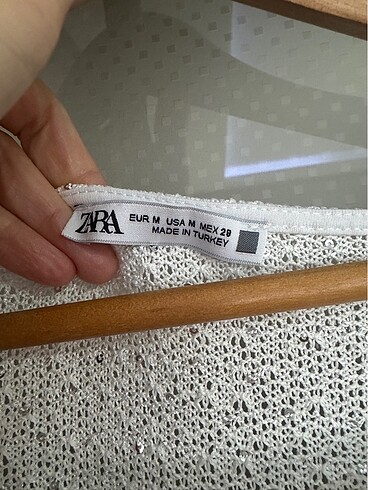 ZARA
EUR M USA M MEX 28
MADE IN TURKEY